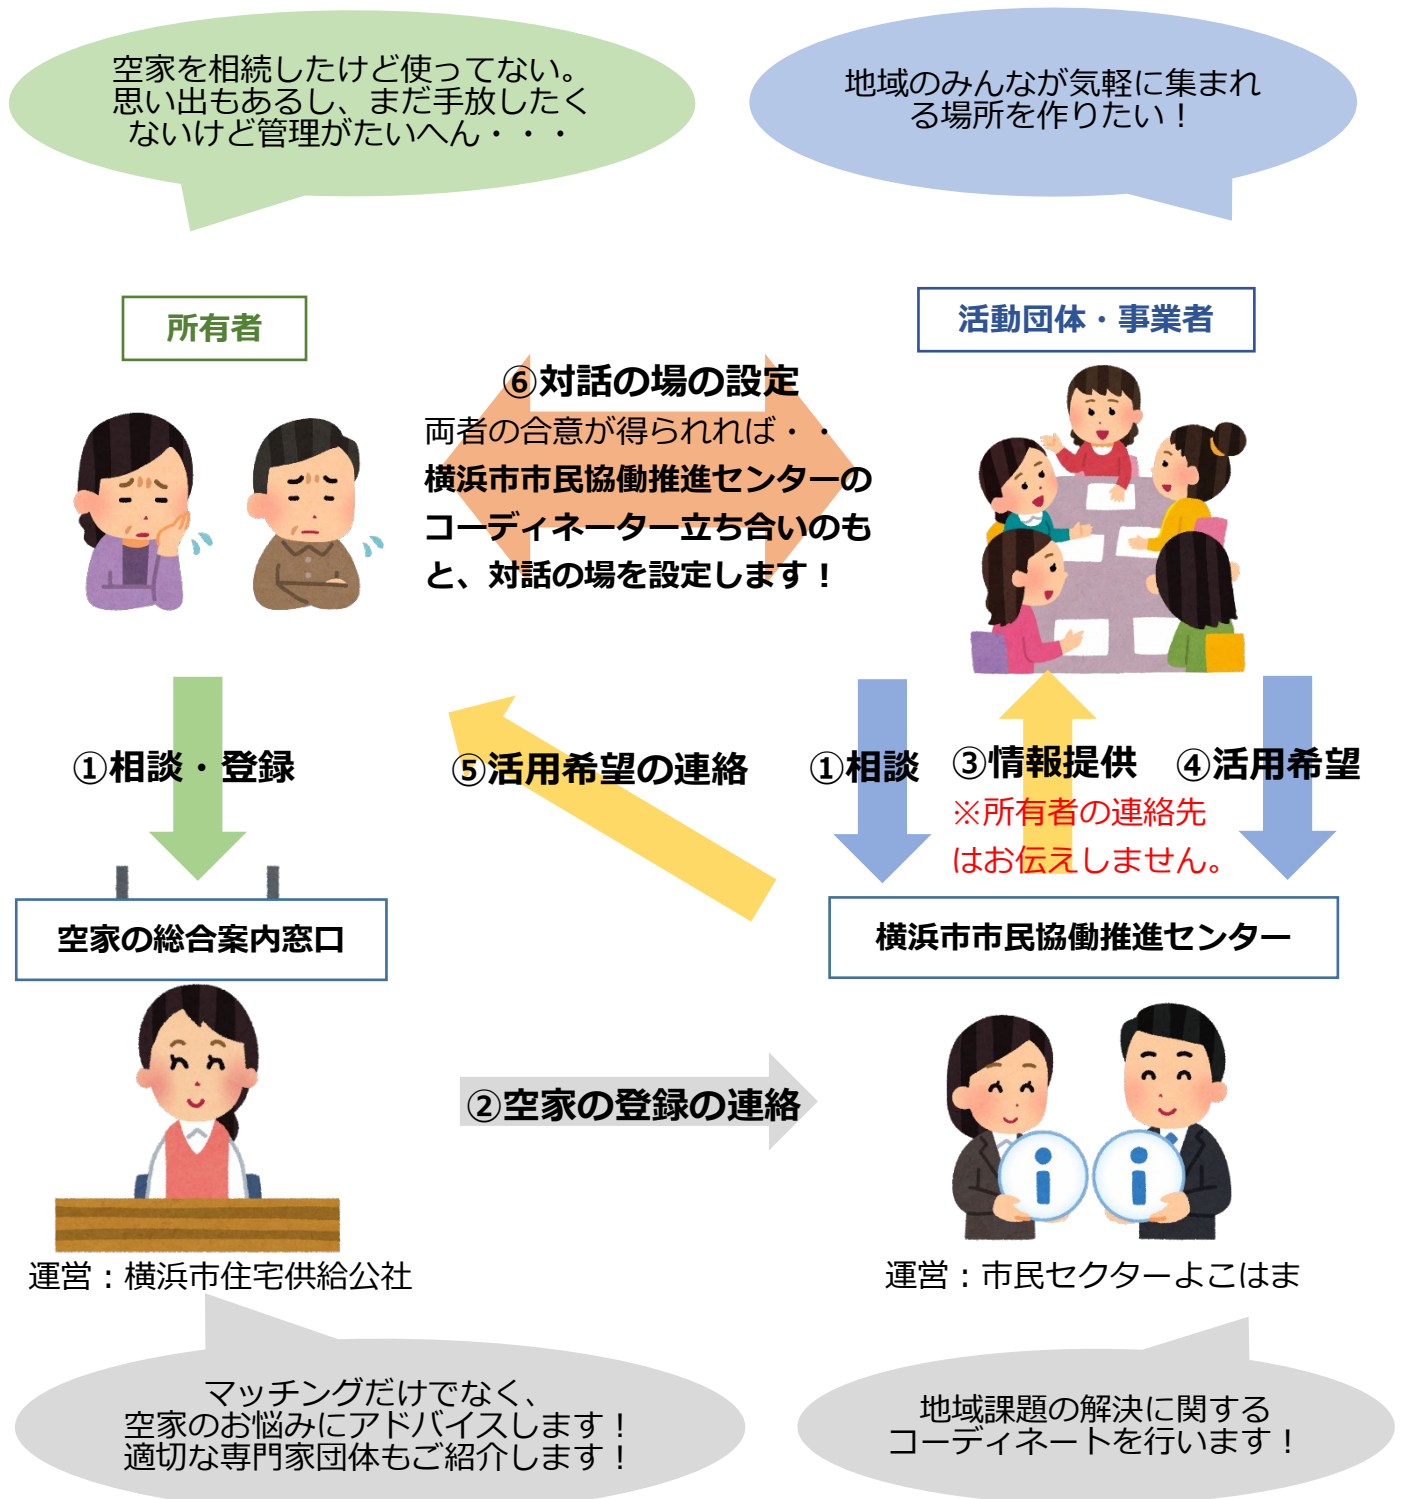 空家を相続したけど使ってない。
思い出もあるし、まだ手放したく
ないけど管理がたいへん・・・
地域のみんなが気軽に集まれ
る場所を作りたい！
所有者
活動団体・事業者
⑥対話の場の設定
両者の合意が得られれば・・
横浜市市民協働推進センターの
コーディネーター立ち合いのも
と、対話の場を設定します！
①相談・登録
⑤活用希望の連絡
①相談
③情報提供
※所有者の連絡先
はお伝えしません。
④活用希望
空家の総合案内窓口
横浜市市民協働推進センター
②空家の登録の連絡
運営：横浜市住宅供給公社
運営：市民セクターよこはま
マッチングだけでなく、
空家のお悩みにアドバイスします！
適切な専門家団体もご紹介します！
地域課題の解決に関する
コーディネートを行います！